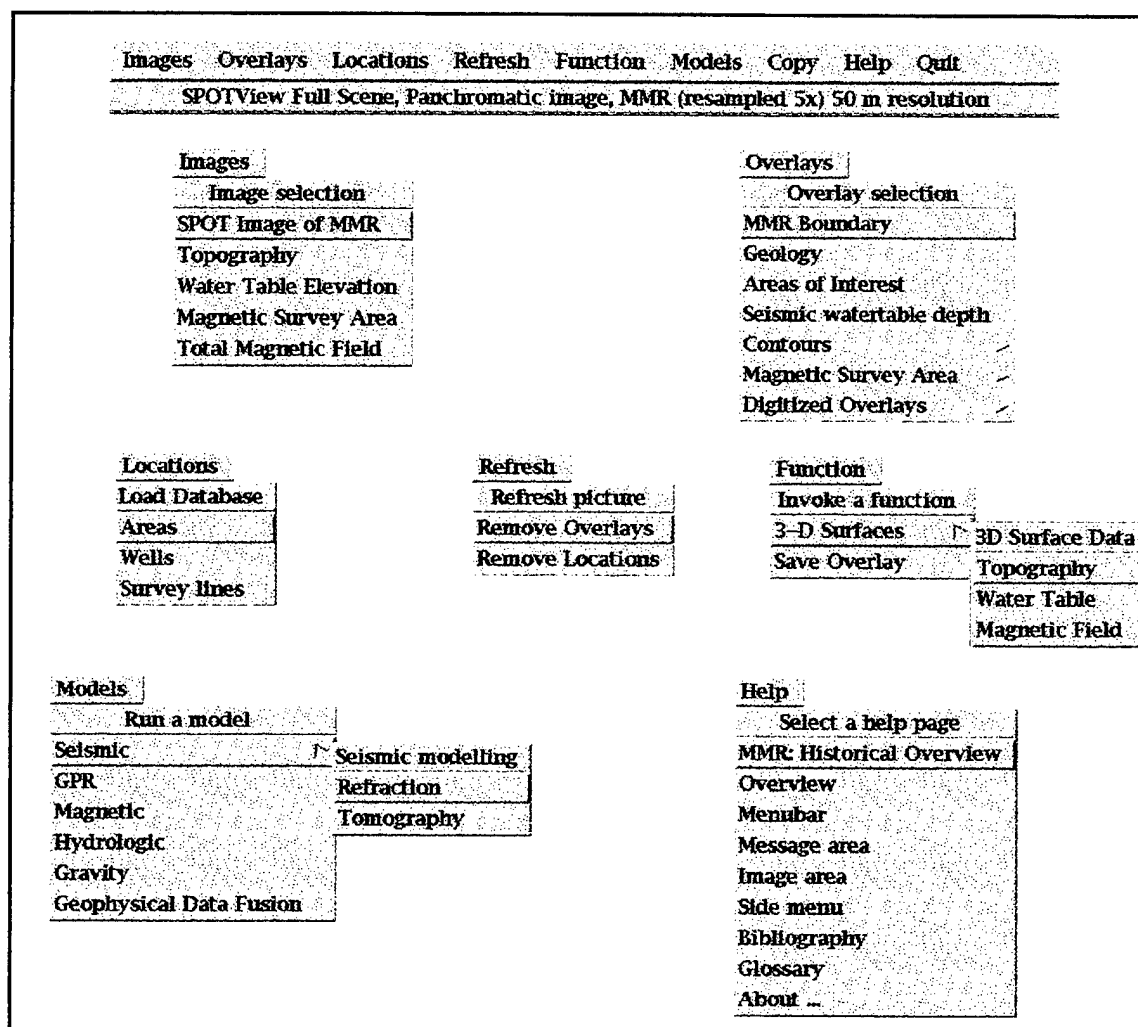 Images Overlays Locations Refresh Function Models Copy Help Quit
SPOTView Full Scene, Panchromatic image, MMR (resampled 5x) 50 m resolution
Images
Image selection
SPOT Image of MMR
Topography
Water Table Elevation
Magnetic Survey Area
Total Magnetic Field
Overlays
Overlay selection
MMR Boundary
Geology
Areas of Interest
Seismic watertable depth
Contours
Magnetic Survey Area
Digitized Overlays
Locations
Load Database
Areas
Wells
Survey lines
Refresh
Refresh picture
Remove Overlays
Remove Locations
Function
Invoke a function
3-D Surfaces
Save Overlay
3D Surface Data
Topography
Water Table
Magnetic Field
Models
Run a model
Seismic
GPR
Magnetic
Hydrologic
Gravity
Geophysical Data Fusion
Seismic modelling
Refraction
Tomography
Help
Select a help page
MMR: Historical Overview
Overview
Menubar
Message area
Image area
Side menu
Bibliography
Glossary
About ...